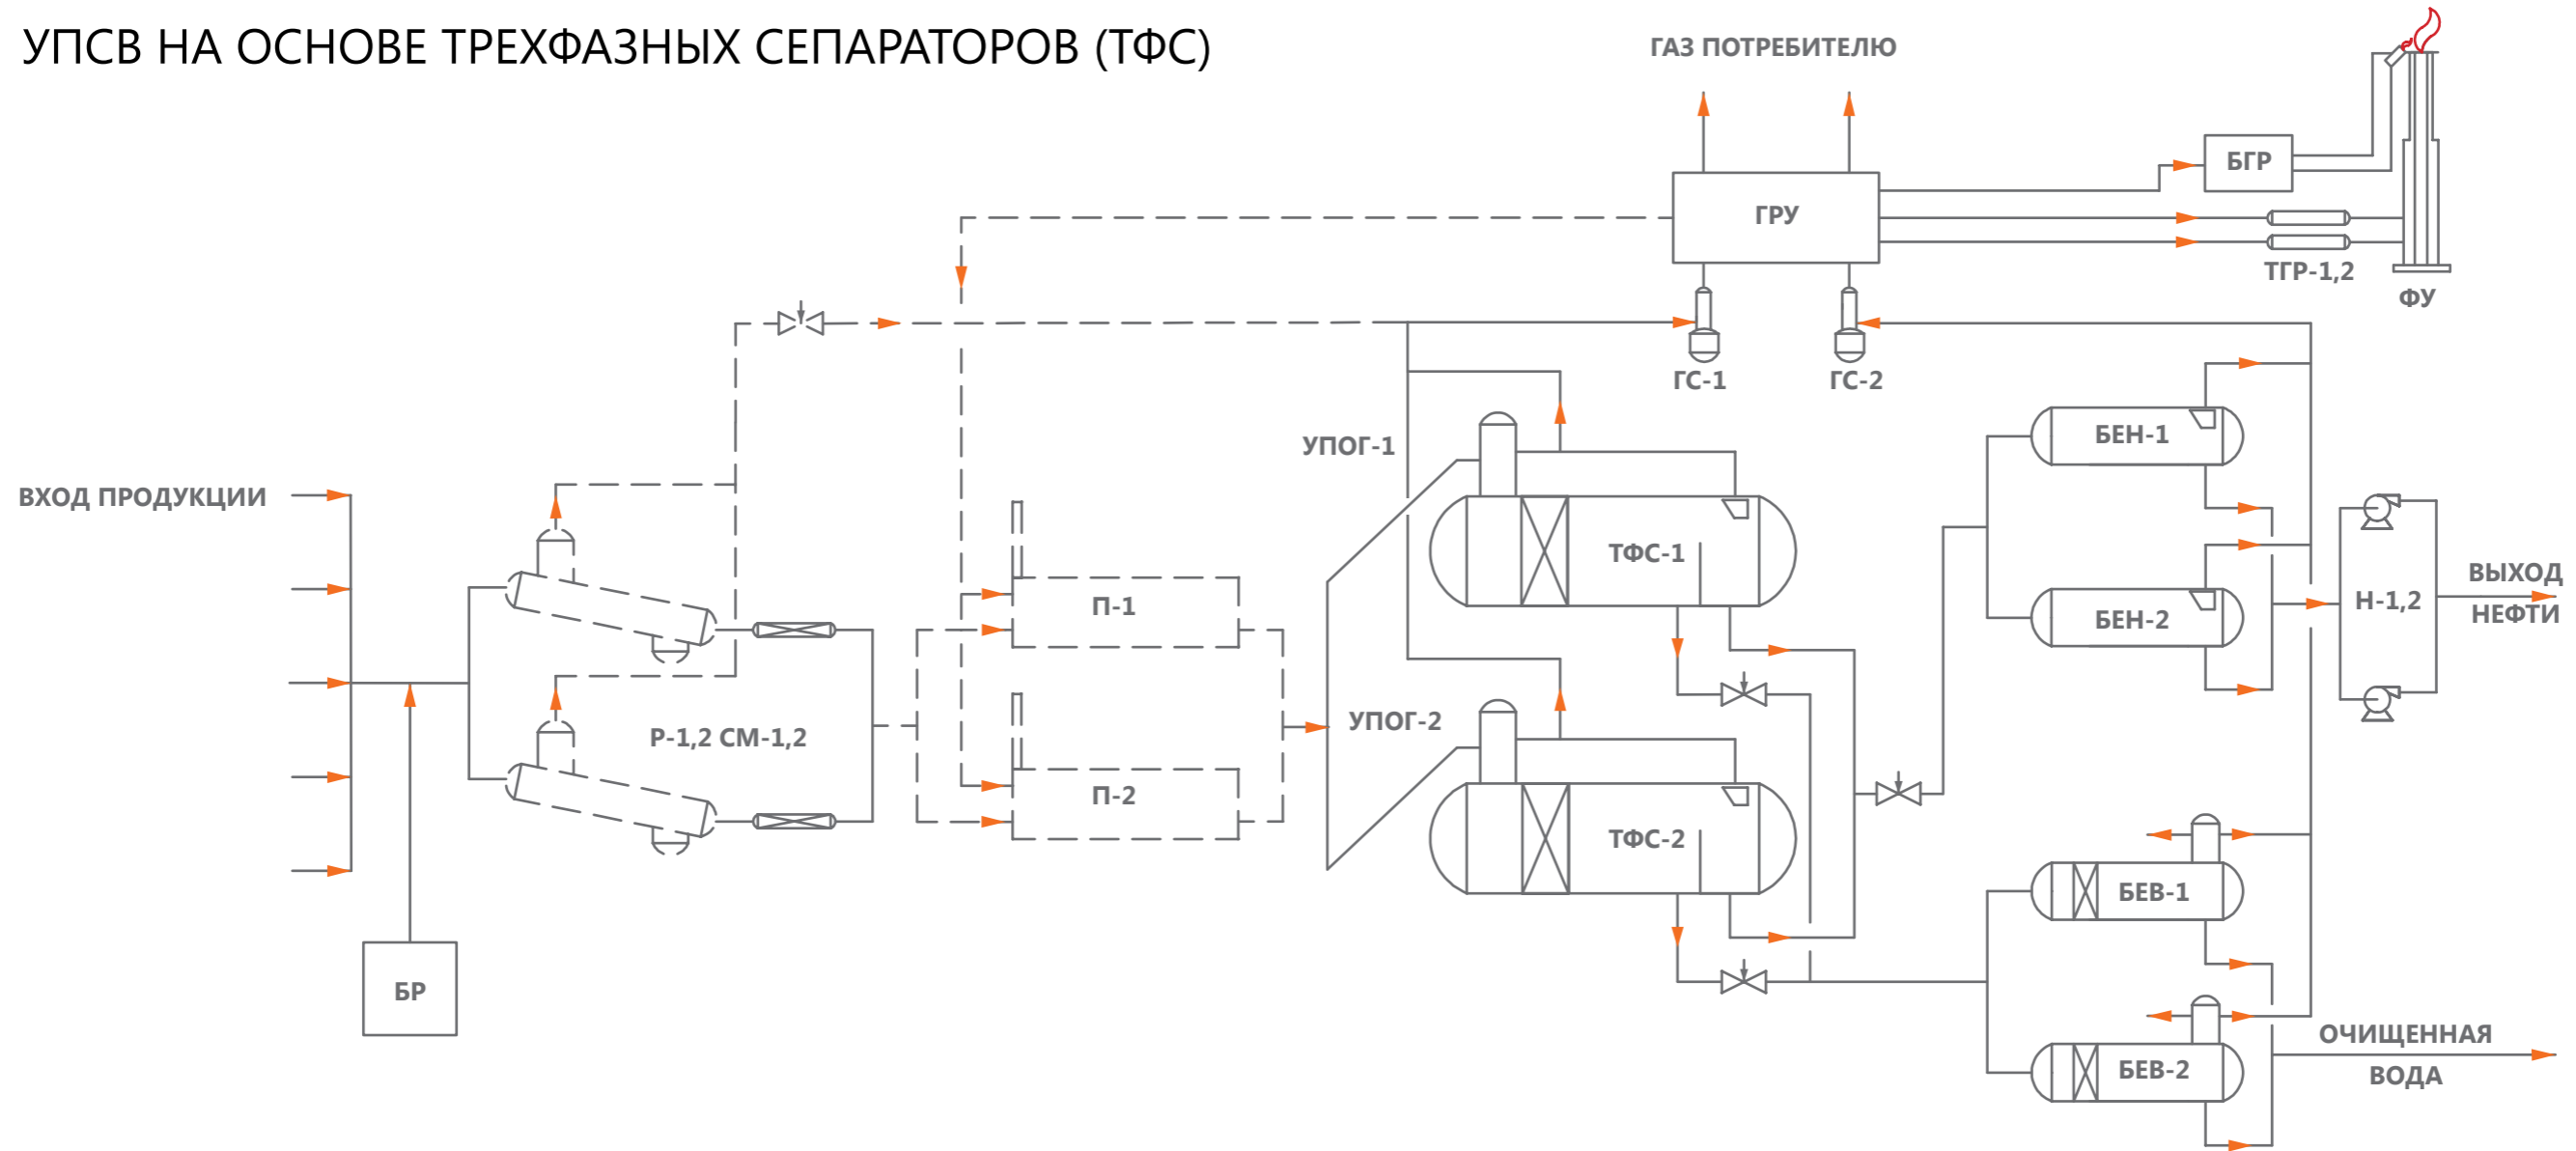 УПСВ НА ОСНОВЕ ТРЕХФАЗНЫХ СЕПАРАТОРОВ (ТФС)
ГАЗ ПОТРЕБИТЕЛЮ
БГР
ГРУ
ТГР-1,2
ФУ
ГС-1
ГС-2
УПОГ-1
БЕН-1
ВХОД ПРОДУКЦИИ
ТФС-1
П-1
БЕН-2
Н-1,2
ВЫХОД
НЕФТИ
Р-1,2 СМ-1,2
УПОГ-2
П-2
ТФС-2
БЕВ-1
БР
ОЧИЩЕННАЯ
ВОДА
БЕВ-2